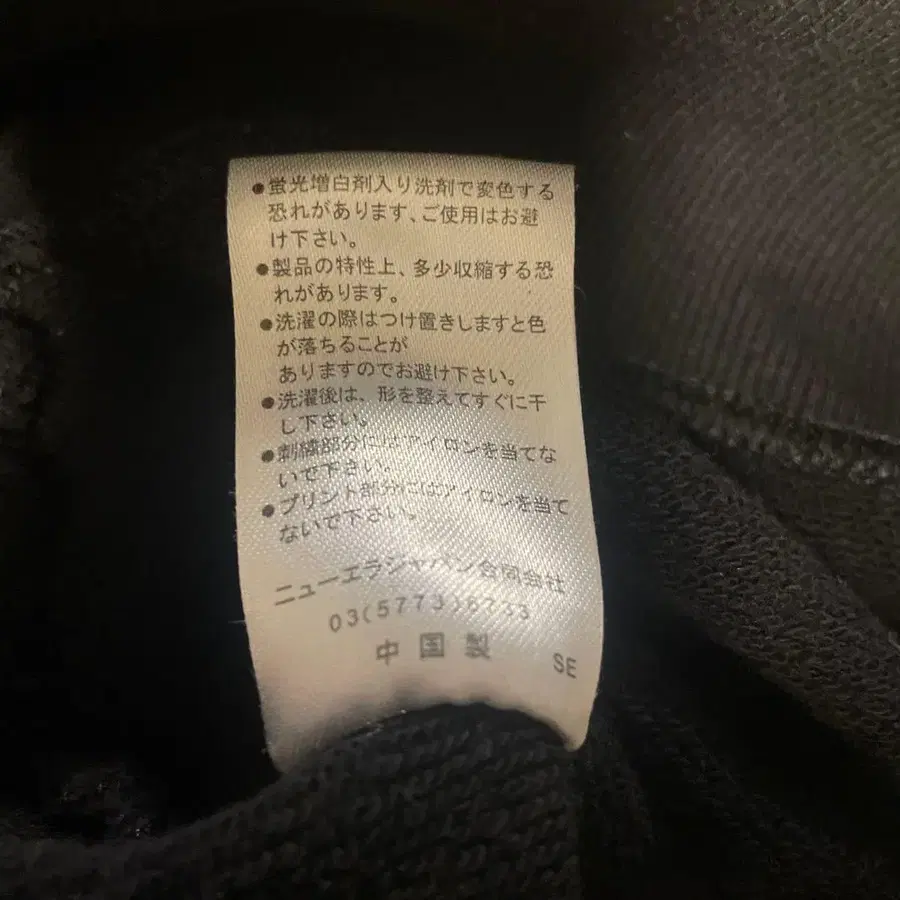 ●蛍光増白剤入り洗剤で変色する
恐れがあります、ご使用はお避
け下さい。
●製品の特性上、多少収縮する恐
れがあります。
●洗濯の際はつけ置きしますと色
が落ちることが
ありますのでお避け下さい。
●洗濯後は、形を整えてすぐに干
し下さい。
●刺繍部分にはアイロンを当てな
いで下さい。
●プリント部分にはアイロンを当て
ないで下さい。
ニューエラジャパン合同会社
03(5773)6733
中国製
SE